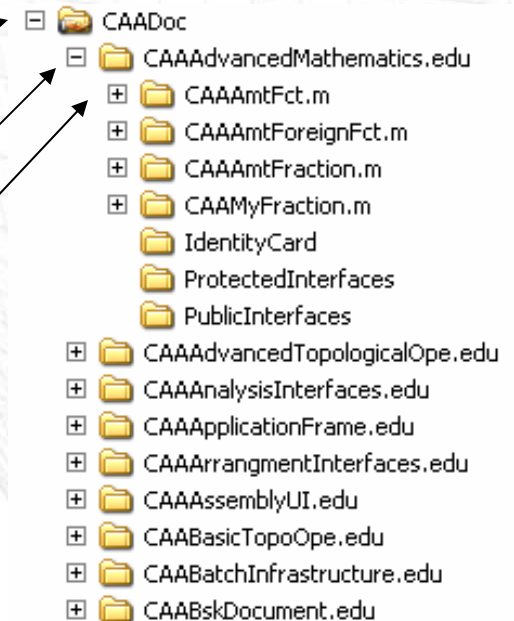 CAADoc
CAAAdvancedMathematics.edu
CAAAmtFct.m
CAAAmtForeignFct.m
CAAAmtFraction.m
CAAMyFraction.m
IdentityCard
ProtectedInterfaces
PublicInterfaces
CAAAdvancedTopologicalOpe.edu
CAAAnalysisInterfaces.edu
CAAApplicationFrame.edu
CAAArrangmentInterfaces.edu
CAAAssemblyUI.edu
CAABasicTopoOpe.edu
CAABatchInfrastructure.edu
CAABskDocument.edu